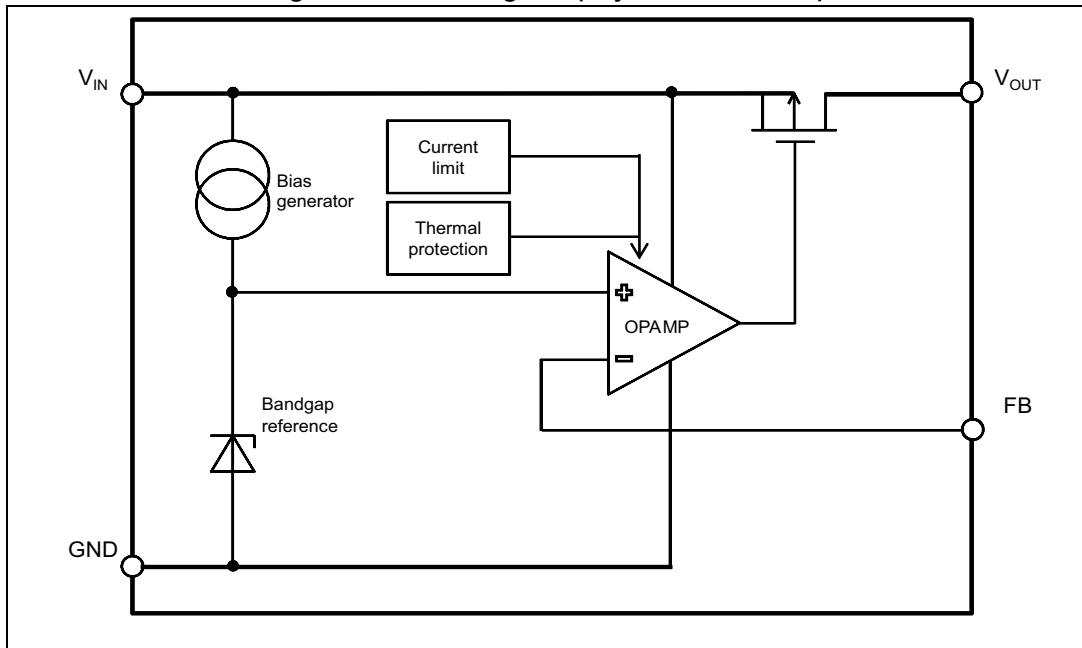 V_IN
V_OUT
Current
limit
Bias
generator
Thermal
protection
OPAMP
Bandgap
reference
FB
GND